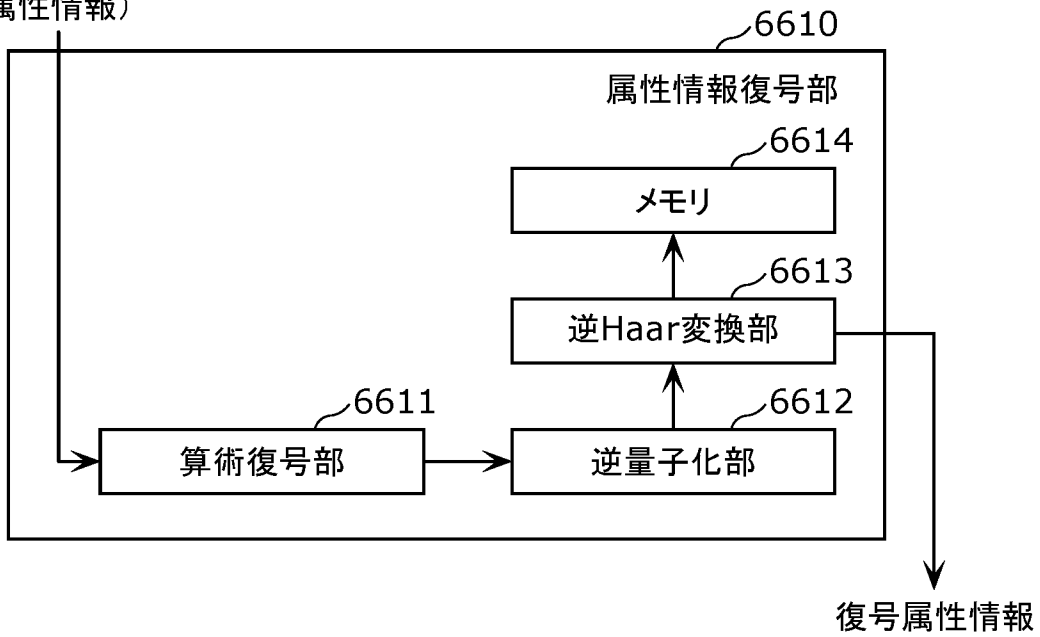 属性情報）
6610
属性情報復号部
6614
メモリ
6613
逆Haar変換部
6611
6612
算術復号部
逆量子化部
復号属性情報